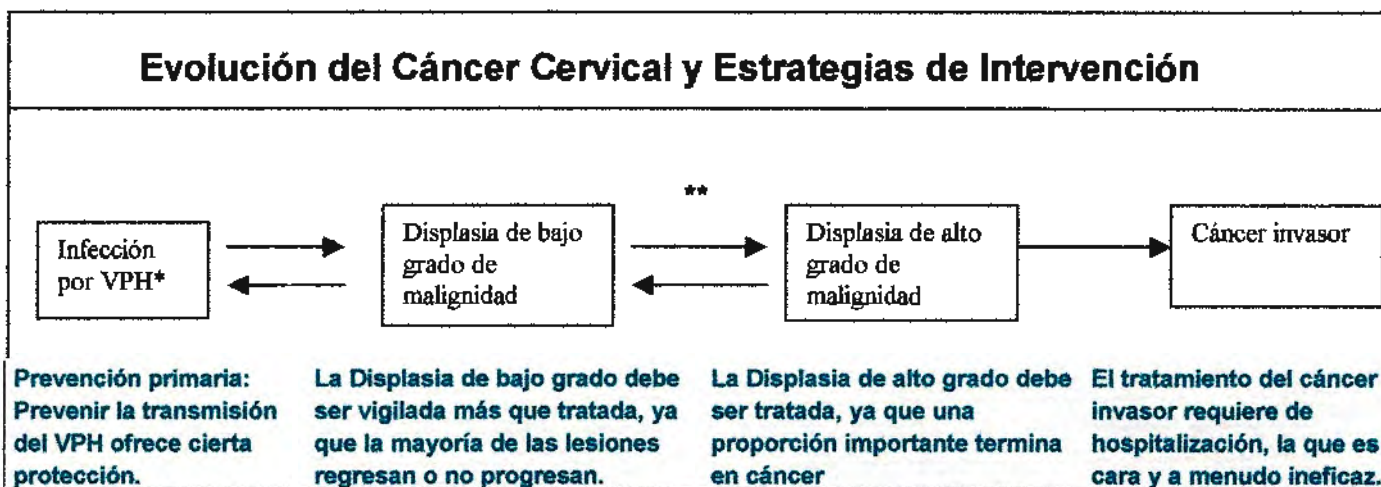 Evolución del Cáncer Cervical y Estrategias de Intervención
**
Infección
por VPH*
Displasia de bajo
grado de
malignidad
Displasia de alto
grado de
malignidad
Cáncer invasor
Prevención primaria:
Prevenir la transmisión
del VPH ofrece cierta
protección.
La Displasia de bajo grado debe
ser vigilada más que tratada, ya
que la mayoría de las lesiones
regresan o no progresan.
La Displasia de alto grado debe
ser tratada, ya que una
proporción importante termina
en cáncer
El tratamiento del cáncer
invasor requiere de
hospitalización, la que es
cara y a menudo ineficaz.